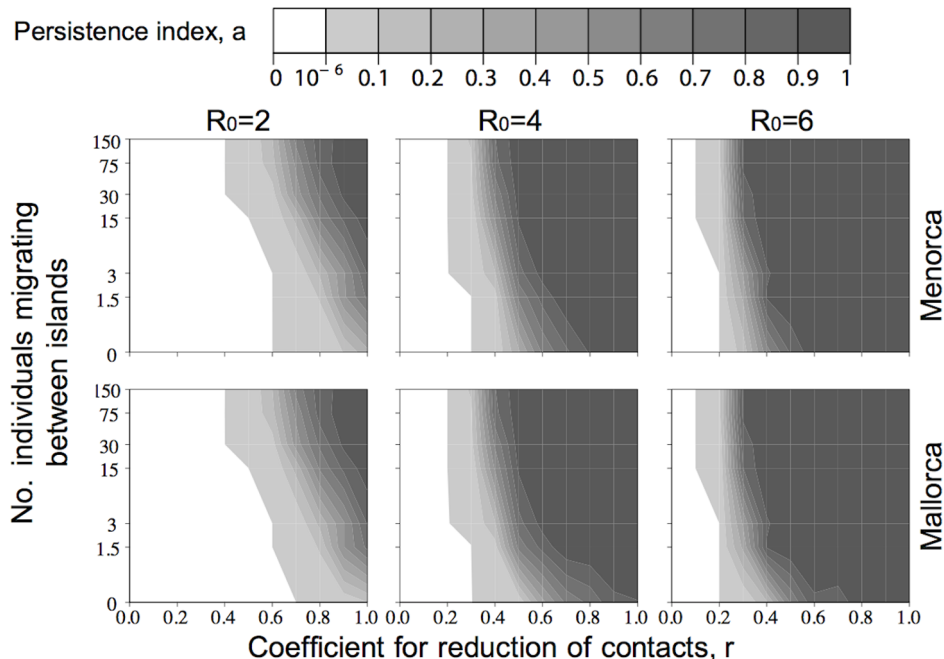 Persistence index, a
0 10⁻⁶ 0.1 0.2 0.3 0.4 0.5 0.6 0.7 0.8 0.9 1
R₀=2 R₀=4 R₀=6
No. individuals migrating
between islands
150
75
30
15
3
1.5
0
Menorca
150
75
30
15
3
1.5
0
Mallorca
0.0 0.2 0.4 0.6 0.8 1.0 0.0 0.2 0.4 0.6 0.8 1.0 0.0 0.2 0.4 0.6 0.8 1.0
Coefficient for reduction of contacts, r